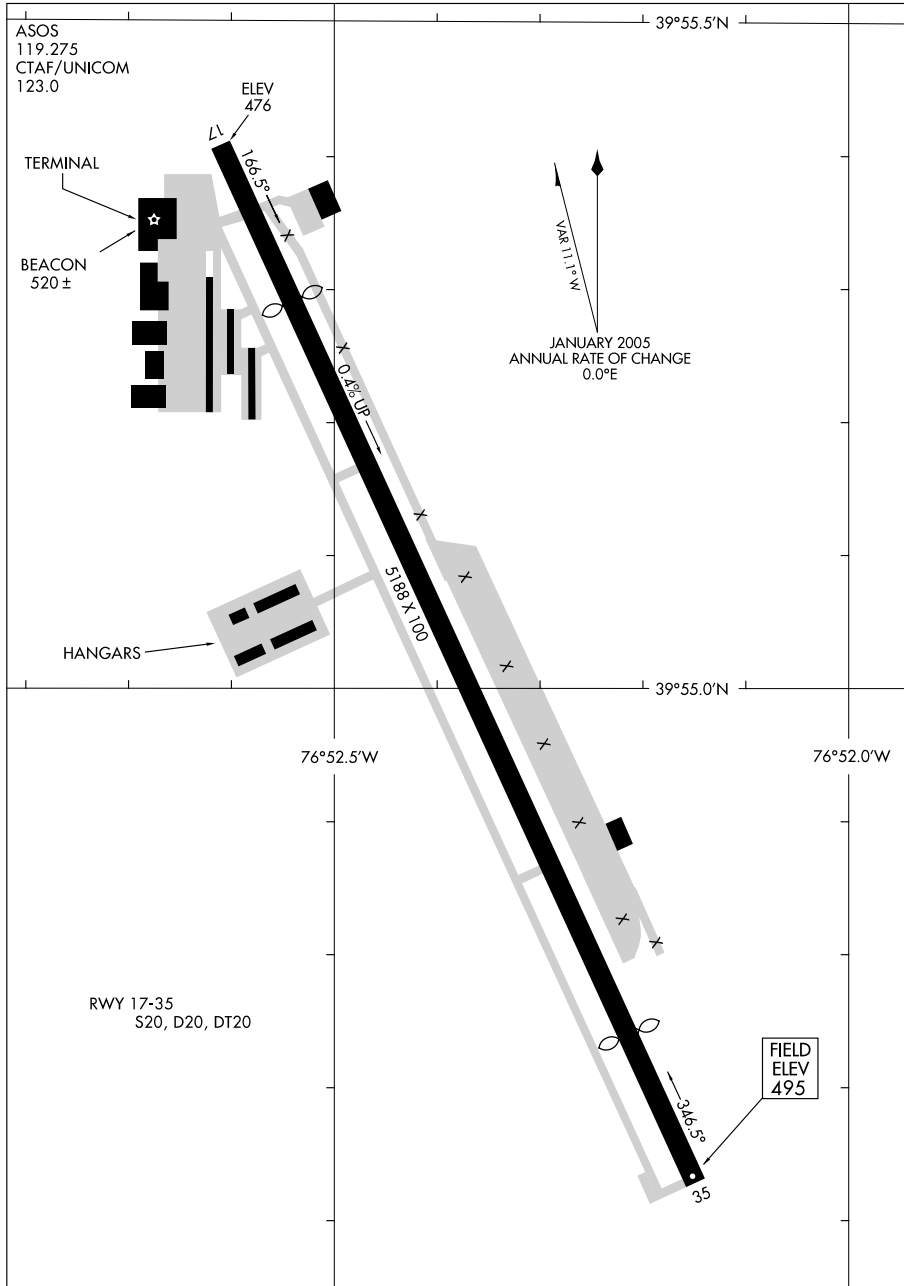 ASOS
119.275
CTAF/UNICOM
123.0
39°55.5'N
ELEV
476
17
TERMINAL
166.5°
BEACON
520 ±
VAR 11.1° W
JANUARY 2005
ANNUAL RATE OF CHANGE
0.0°E
X
X
0.4% UP
X
X
5188 X 100
HANGARS
X
39°55.0'N
76°52.5'W
76°52.0'W
X
X
X
X
RWY 17-35
S20, D20, DT20
FIELD
ELEV
495
346.5°
35